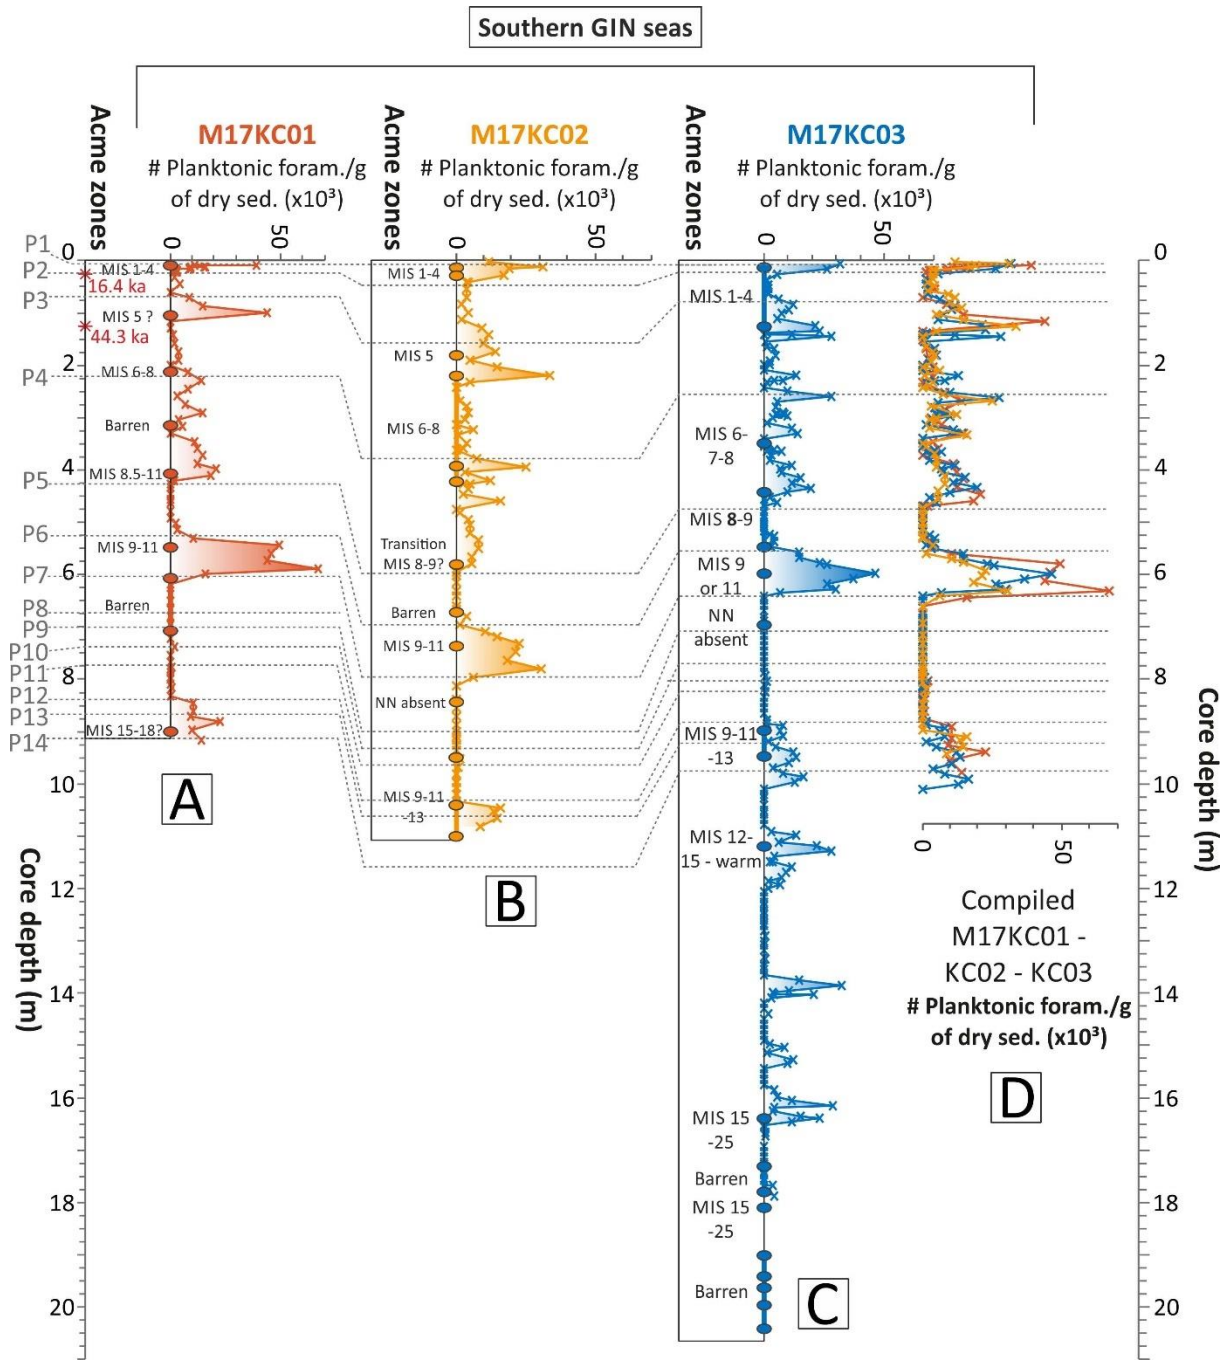 Southern GIN seas
Acme zones
M17KC01
# Planktonic foram./g
of dry sed. (x10³)
0
50
Acme zones
M17KC02
# Planktonic foram./g
of dry sed. (x10³)
0
50
Acme zones
M17KC03
# Planktonic foram./g
of dry sed. (x10³)
0
50
P1
P2
P3
P4
P5
P6
P7
P8
P9
P10
P11
P12
P13
P14
0
2
4
6
8
10
12
14
16
18
20
Core depth (m)
MIS 1-4
16.4 ka
MIS 5 ?
44.3 ka
MIS 6-8
Barren
MIS 8.5-11
MIS 9-11
Barren
MIS 15-18?
A
MIS 1-4
MIS 5
MIS 6-8
Transition
MIS 8-9?
Barren
MIS 9-11
NN absent
MIS 9-11
-13
B
MIS 1-4
MIS 6-
7-8
MIS 8-9
MIS 9
or 11
NN
absent
MIS 9-11
-13
MIS 12-
15 - warm
MIS 15
-25
Barren
MIS 15
-25
Barren
C
0
50
Compiled
M17KC01 -
KC02 - KC03
# Planktonic foram./g
of dry sed. (x10³)
D
0
2
4
6
8
10
12
14
16
18
20
Core depth (m)